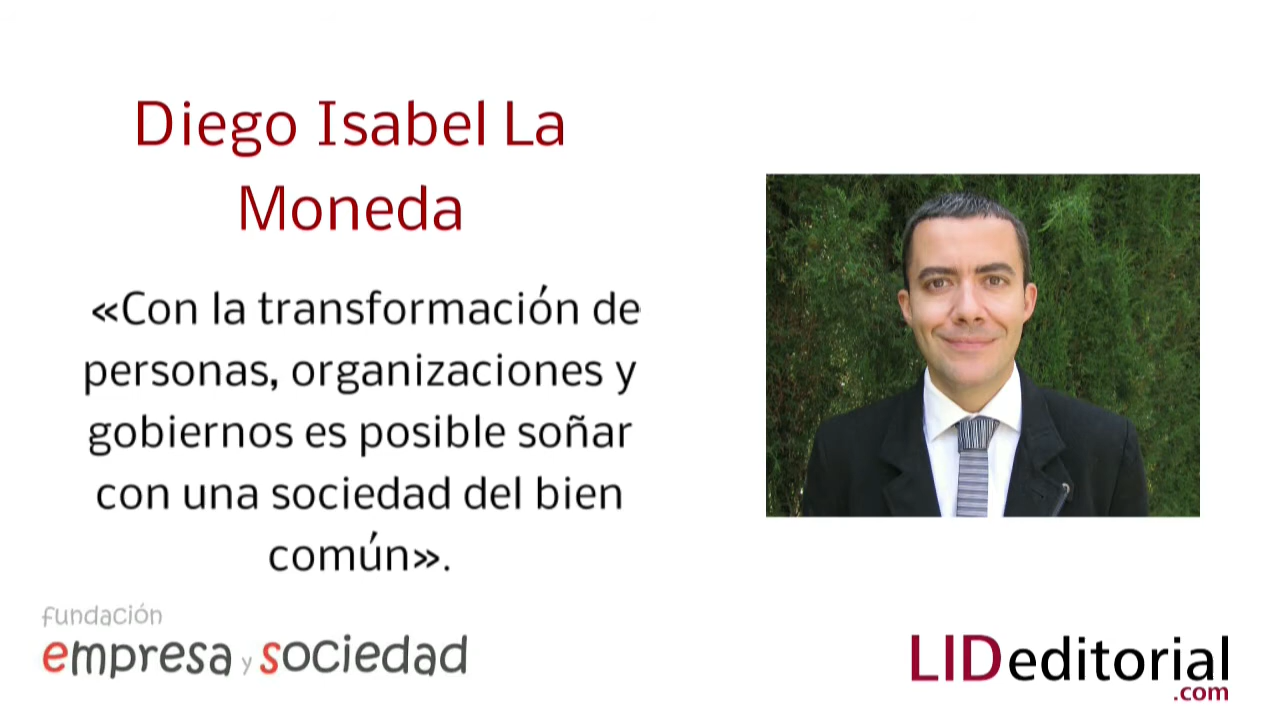 Diego Isabel La
Moneda
«Con la transformación de
personas, organizaciones y
gobiernos es posible soñar
con una sociedad del bien
común».
fundación
empresa y sociedad
LIDeditorial
.com